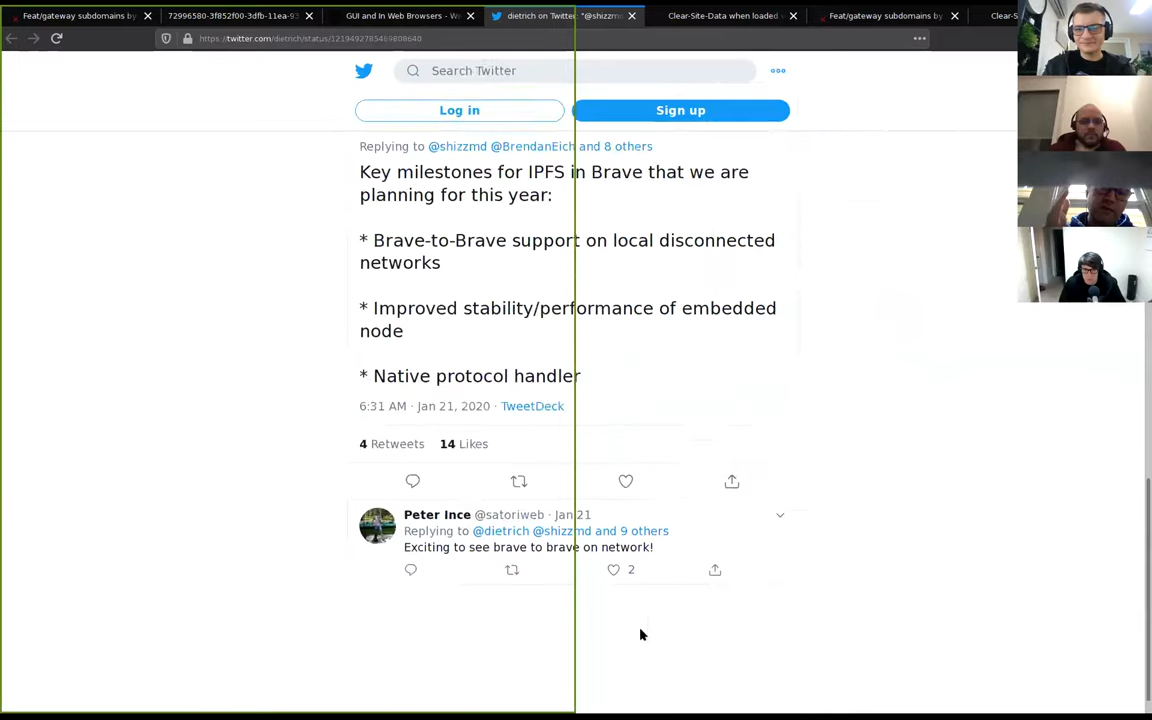 Feat/gateway subdomains by
72996580-3f852f00-3dfb-11ea-93
GUI and In Web Browsers - We
dietrich on Twitter: "@shizzmd
Clear-Site-Data when loaded
Feat/gateway subdomains by
Clear-S
https://twitter.com/dietrich/status/1219492785469808640
Search Twitter
Log in
Sign up
Replying to @shizzmd @BrendanEich and 8 others
Key milestones for IPFS in Brave that we are
planning for this year:
* Brave-to-Brave support on local disconnected
networks
* Improved stability/performance of embedded
node
* Native protocol handler
6:31 AM · Jan 21, 2020 · TweetDeck
4 Retweets 14 Likes
Peter Ince @satoriweb · Jan 21
Replying to @dietrich @shizzmd and 9 others
Exciting to see brave to brave on network!
2